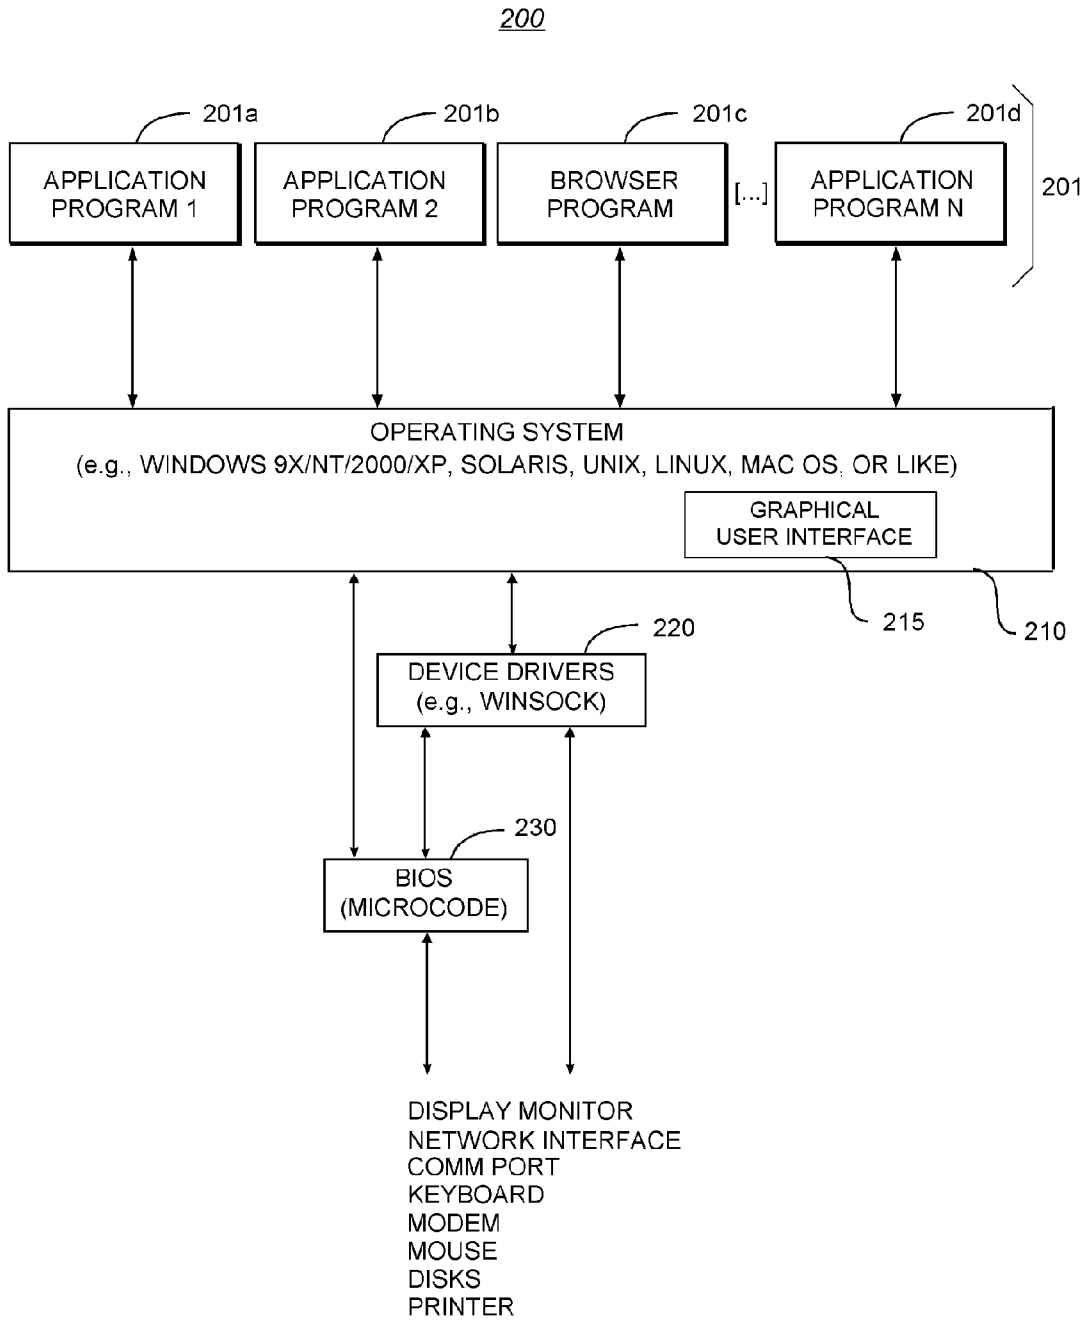 200
201a
201b
201c
201d
APPLICATION
PROGRAM 1
APPLICATION
PROGRAM 2
BROWSER
PROGRAM
[...]
APPLICATION
PROGRAM N
201
OPERATING SYSTEM
(e.g., WINDOWS 9X/NT/2000/XP, SOLARIS, UNIX, LINUX, MAC OS, OR LIKE)
GRAPHICAL
USER INTERFACE
215
210
220
DEVICE DRIVERS
(e.g., WINSOCK)
230
BIOS
(MICROCODE)
DISPLAY MONITOR
NETWORK INTERFACE
COMM PORT
KEYBOARD
MODEM
MOUSE
DISKS
PRINTER